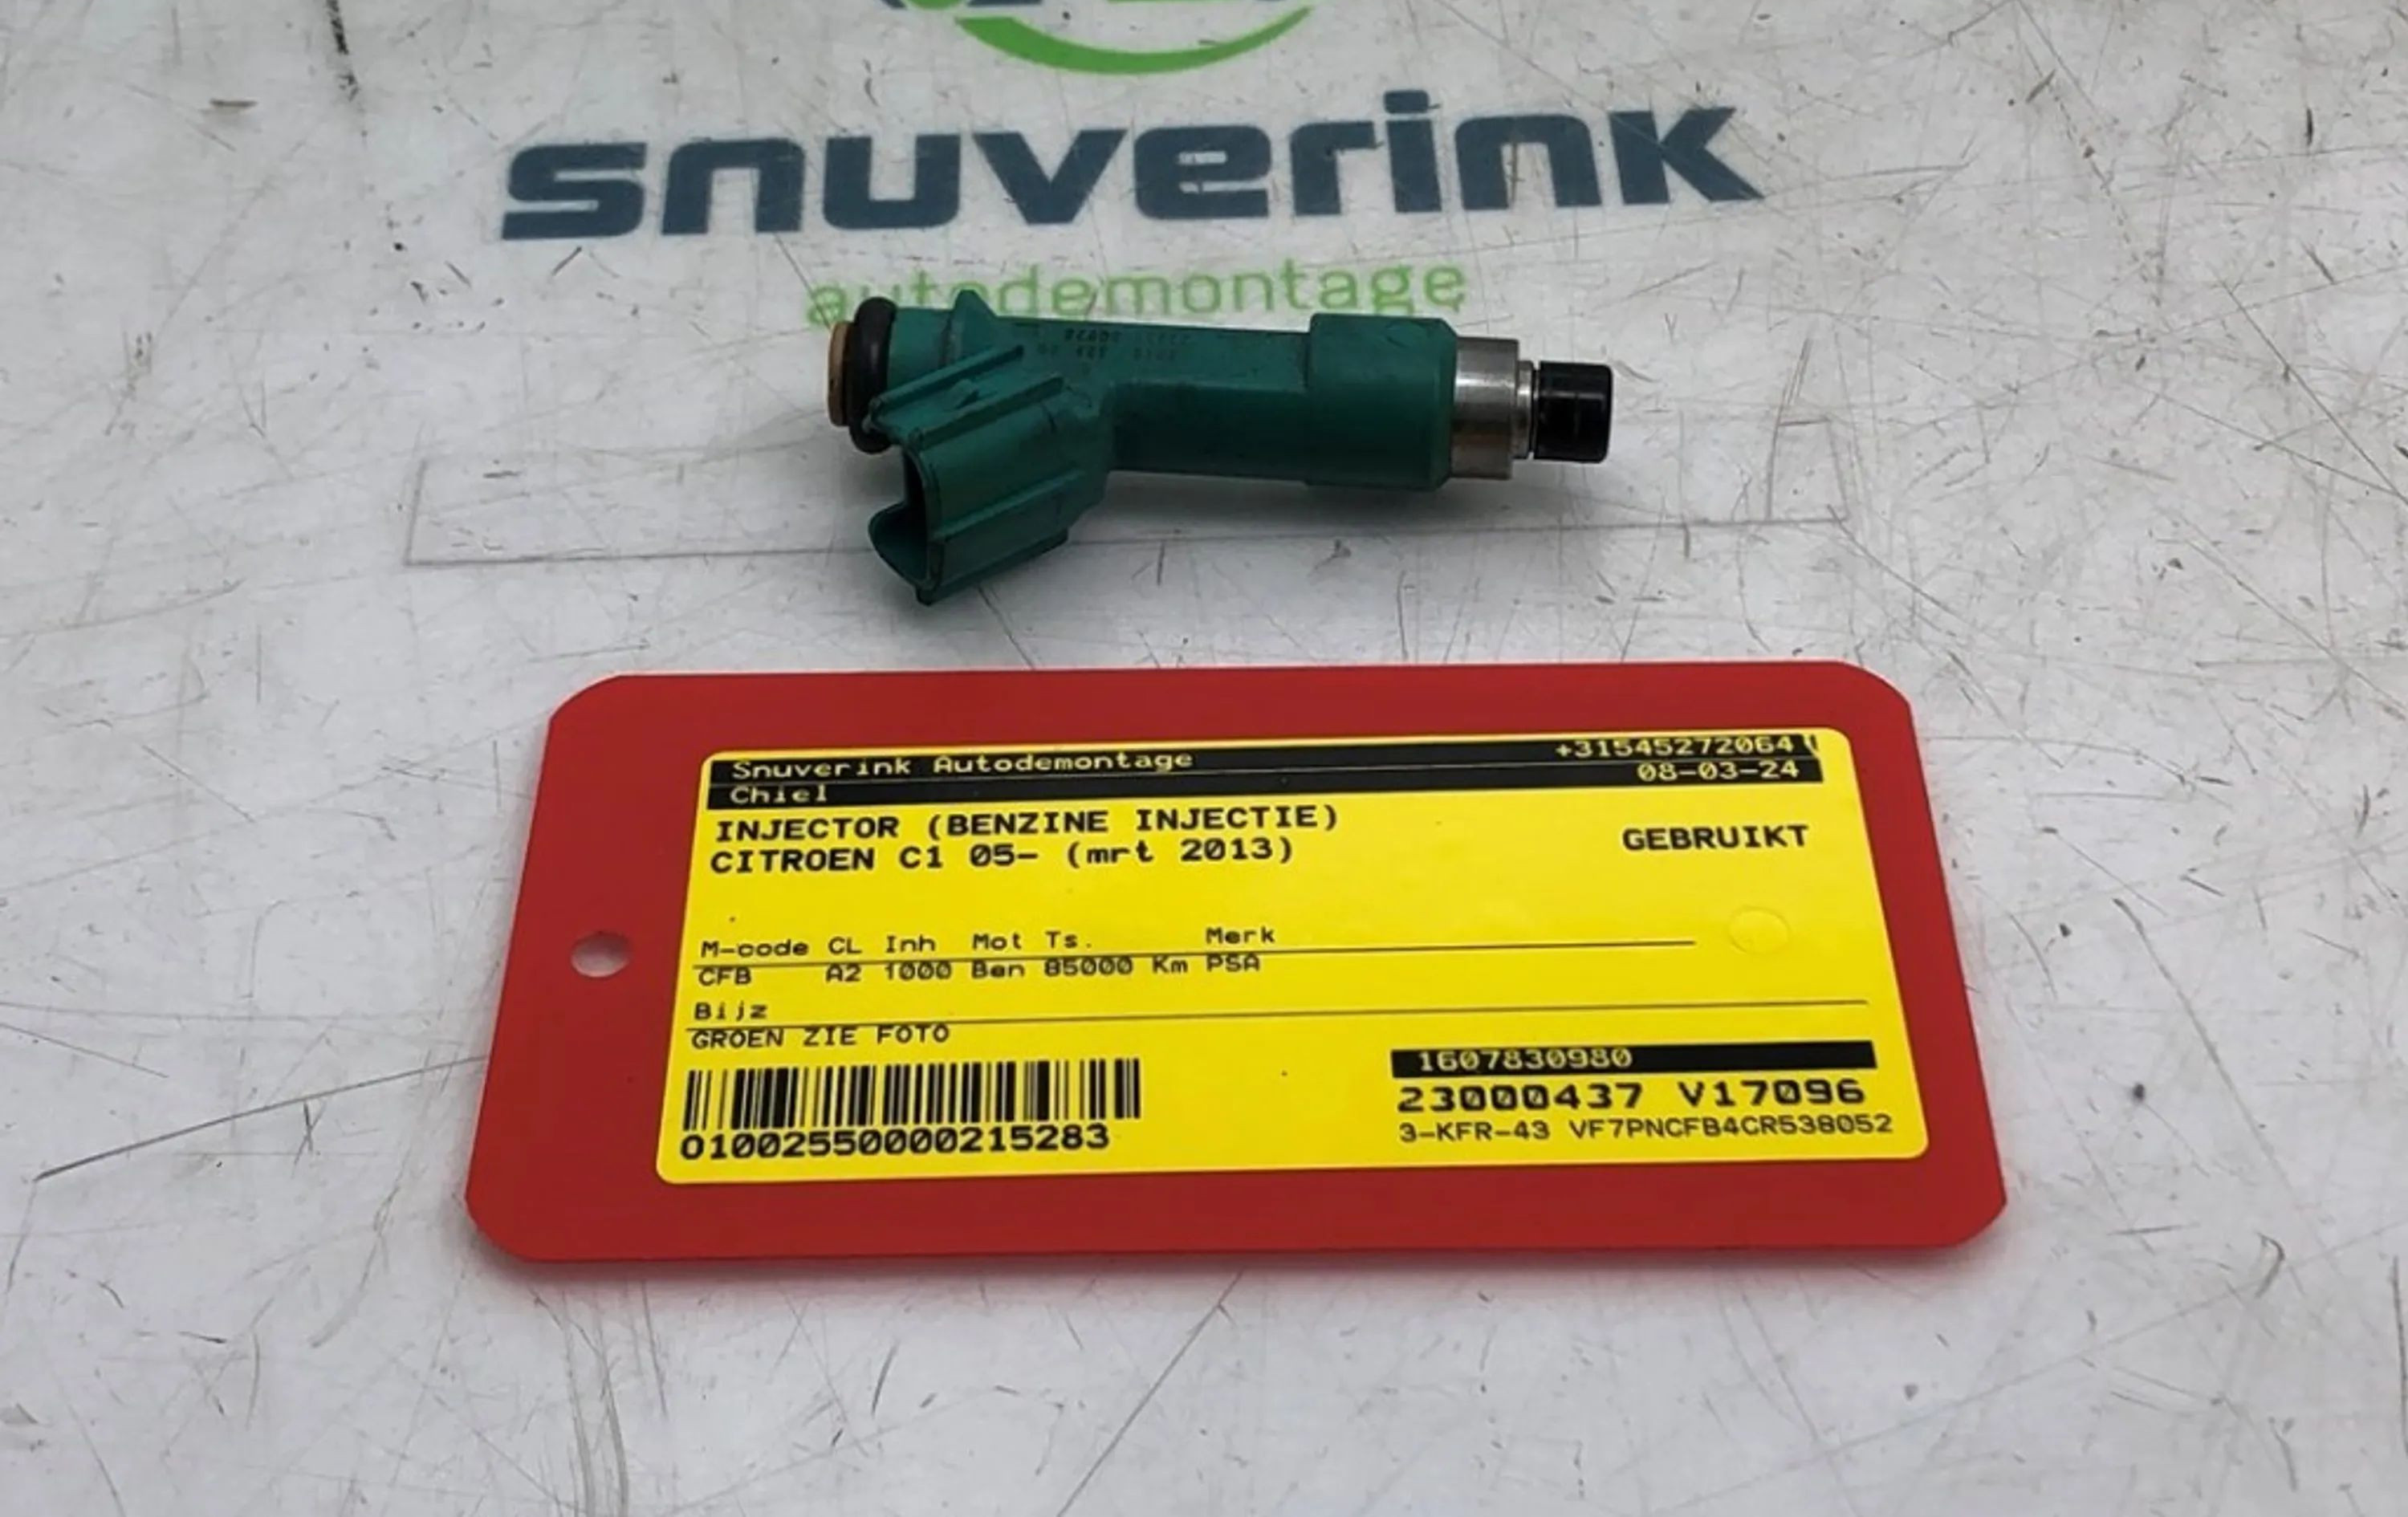 snuverink
autodemontage
Snuverink Autodemontage +31545272064
Chiel 08-03-24
INJECTOR (BENZINE INJECTIE)
CITROEN C1 05- (mrt 2013) GEBRUIKT
M-code CL Inh Mot Ts. Merk
CFB A2 1000 Ben 85000 Km PSA
Bijz
GROEN ZIE FOTO
1607830980
23000437 V17096
01002550000215283 3-KFR-43 VF7PNCFB4CR538052